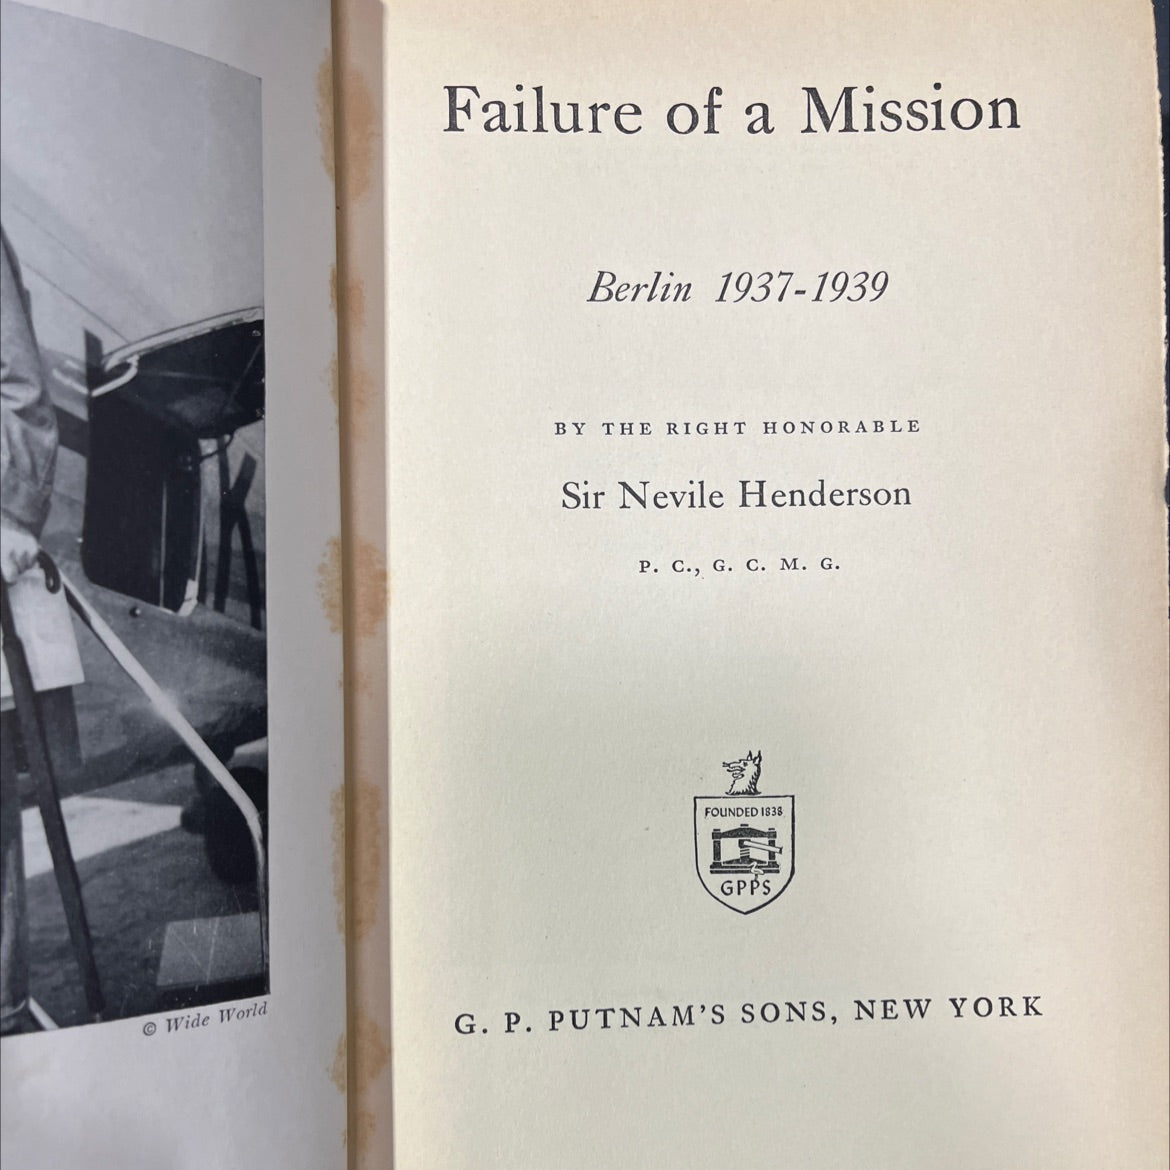 © Wide World
Failure of a Mission
Berlin 1937-1939
BY THE RIGHT HONORABLE
Sir Nevile Henderson
P. C., G. C. M. G.
FOUNDED 1838
GPPS
G. P. PUTNAM'S SONS, NEW YORK